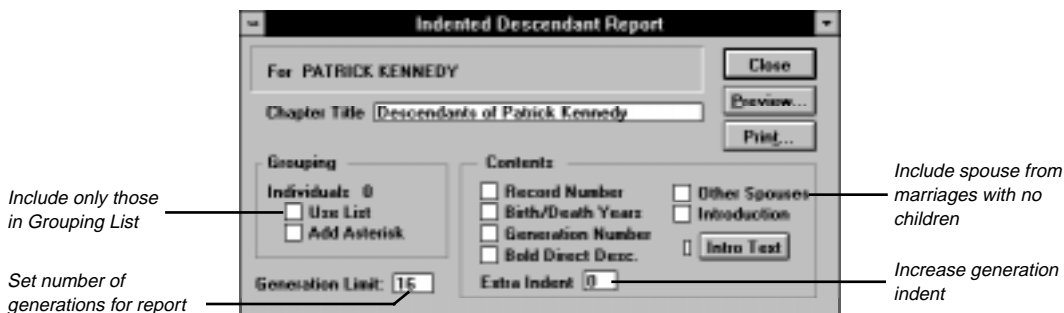 Indented Descendant Report
For PATRICK KENNEDY
Close
Chapter Title Descendants of Patrick Kennedy
Preview...
Print...
Grouping
Individuals 0
Use List
Add Asterisk
Contents
Record Number
Birth/Death Years
Generation Number
Bold Direct Desc.
Other Spouses
Introduction
Intro Text
Generation Limit: 16
Extra Indent 0
Include only those
in Grouping List
Set number of
generations for report
Include spouse from
marriages with no
children
Increase generation
indent